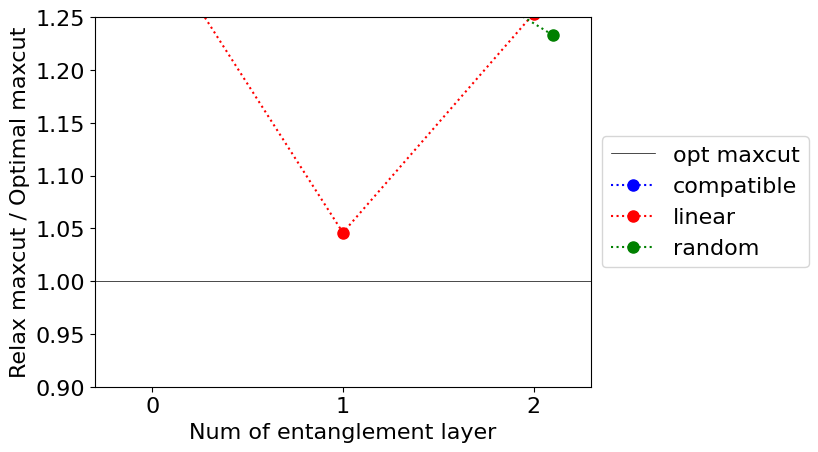 Relax maxcut / Optimal maxcut
1.25
1.20
1.15
1.10
1.05
1.00
0.95
0.90
0 1 2
Num of entanglement layer
opt maxcut
compatible
linear
random